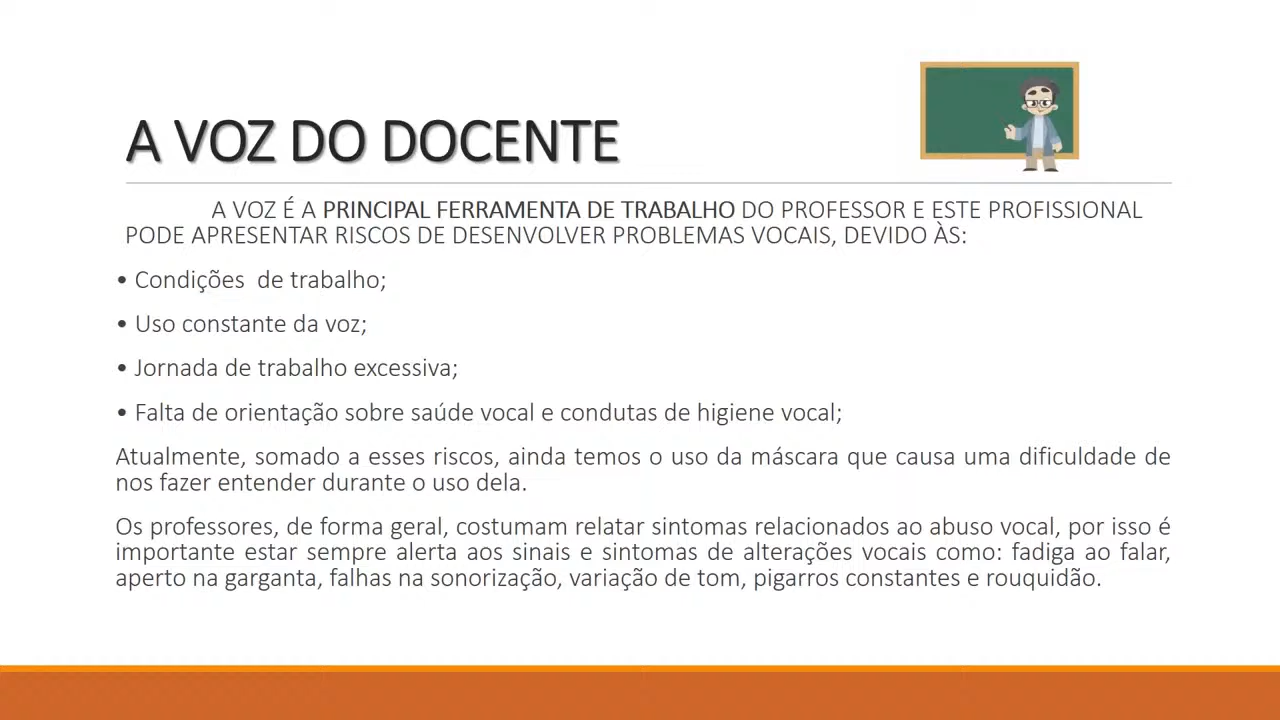 A VOZ DO DOCENTE
A VOZ É A PRINCIPAL FERRAMENTA DE TRABALHO DO PROFESSOR E ESTE PROFISSIONAL
PODE APRESENTAR RISCOS DE DESENVOLVER PROBLEMAS VOCAIS, DEVIDO ÀS:
• Condições  de trabalho;
• Uso constante da voz;
• Jornada de trabalho excessiva;
• Falta de orientação sobre saúde vocal e condutas de higiene vocal;
Atualmente, somado a esses riscos, ainda temos o uso da máscara que causa uma dificuldade de
nos fazer entender durante o uso dela.
Os professores, de forma geral, costumam relatar sintomas relacionados ao abuso vocal, por isso é
importante estar sempre alerta aos sinais e sintomas de alterações vocais como: fadiga ao falar,
aperto na garganta, falhas na sonorização, variação de tom, pigarros constantes e rouquidão.